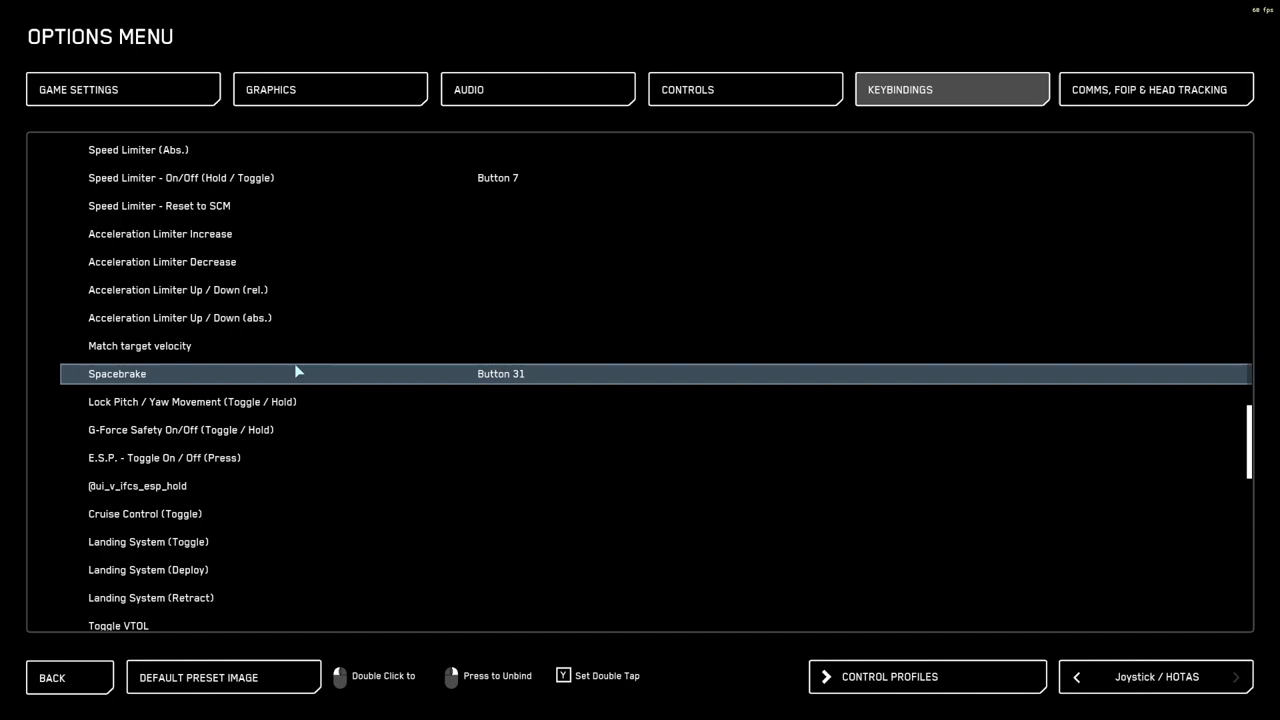 60 fps
OPTIONS MENU
GAME SETTINGS
GRAPHICS
AUDIO
CONTROLS
KEYBINDINGS
COMMS, FOIP & HEAD TRACKING
Speed Limiter (Abs.)
Speed Limiter - On/Off (Hold / Toggle) Button 7
Speed Limiter - Reset to SCM
Acceleration Limiter Increase
Acceleration Limiter Decrease
Acceleration Limiter Up / Down (rel.)
Acceleration Limiter Up / Down (abs.)
Match target velocity
Spacebrake Button 31
Lock Pitch / Yaw Movement (Toggle / Hold)
G-Force Safety On/Off (Toggle / Hold)
E.S.P. - Toggle On / Off (Press)
@ui_v_ifcs_esp_hold
Cruise Control (Toggle)
Landing System (Toggle)
Landing System (Deploy)
Landing System (Retract)
Toggle VTOL
BACK
DEFAULT PRESET IMAGE
Double Click to
Press to Unbind
Y Set Double Tap
CONTROL PROFILES
Joystick / HOTAS